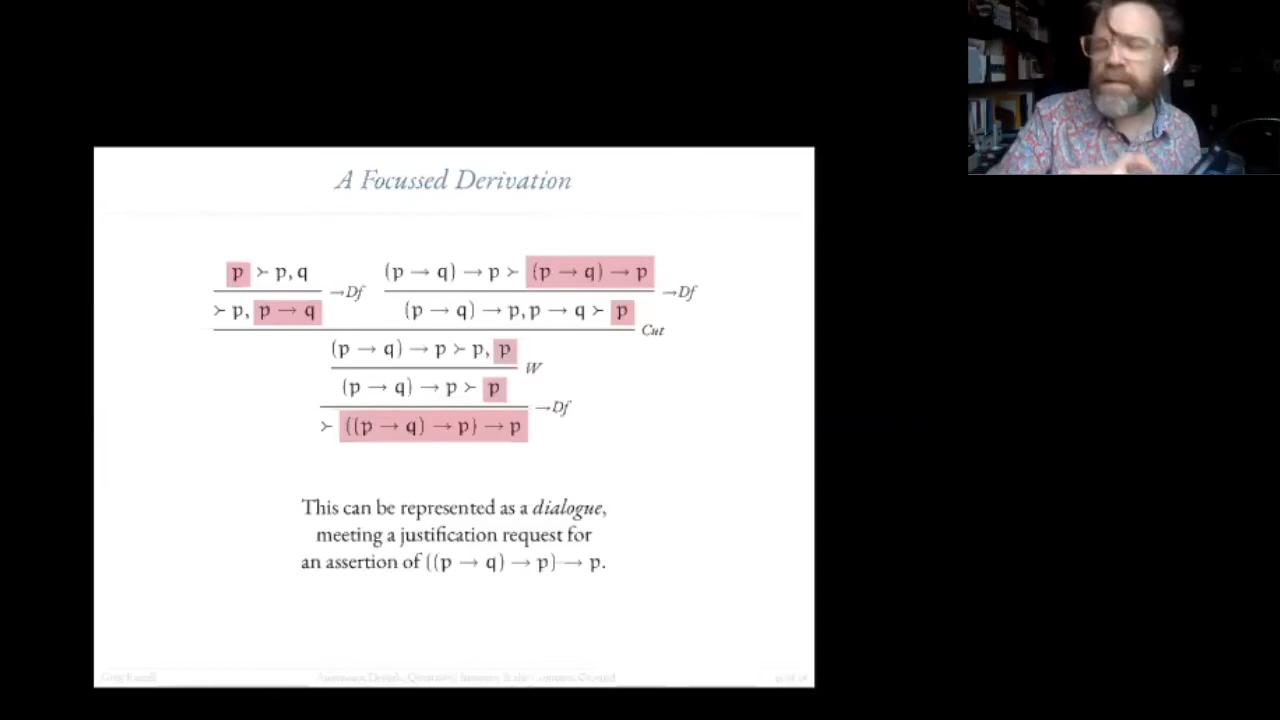 A Focussed Derivation
p ≻ p, q
(p → q) → p ≻ (p → q) → p
→Df
→Df
≻ p, p → q
(p → q) → p, p → q ≻ p
Cut
(p → q) → p ≻ p, p
W
(p → q) → p ≻ p
→Df
≻ ((p → q) → p) → p
This can be represented as a dialogue,
meeting a justification request for
an assertion of ((p → q) → p) → p.